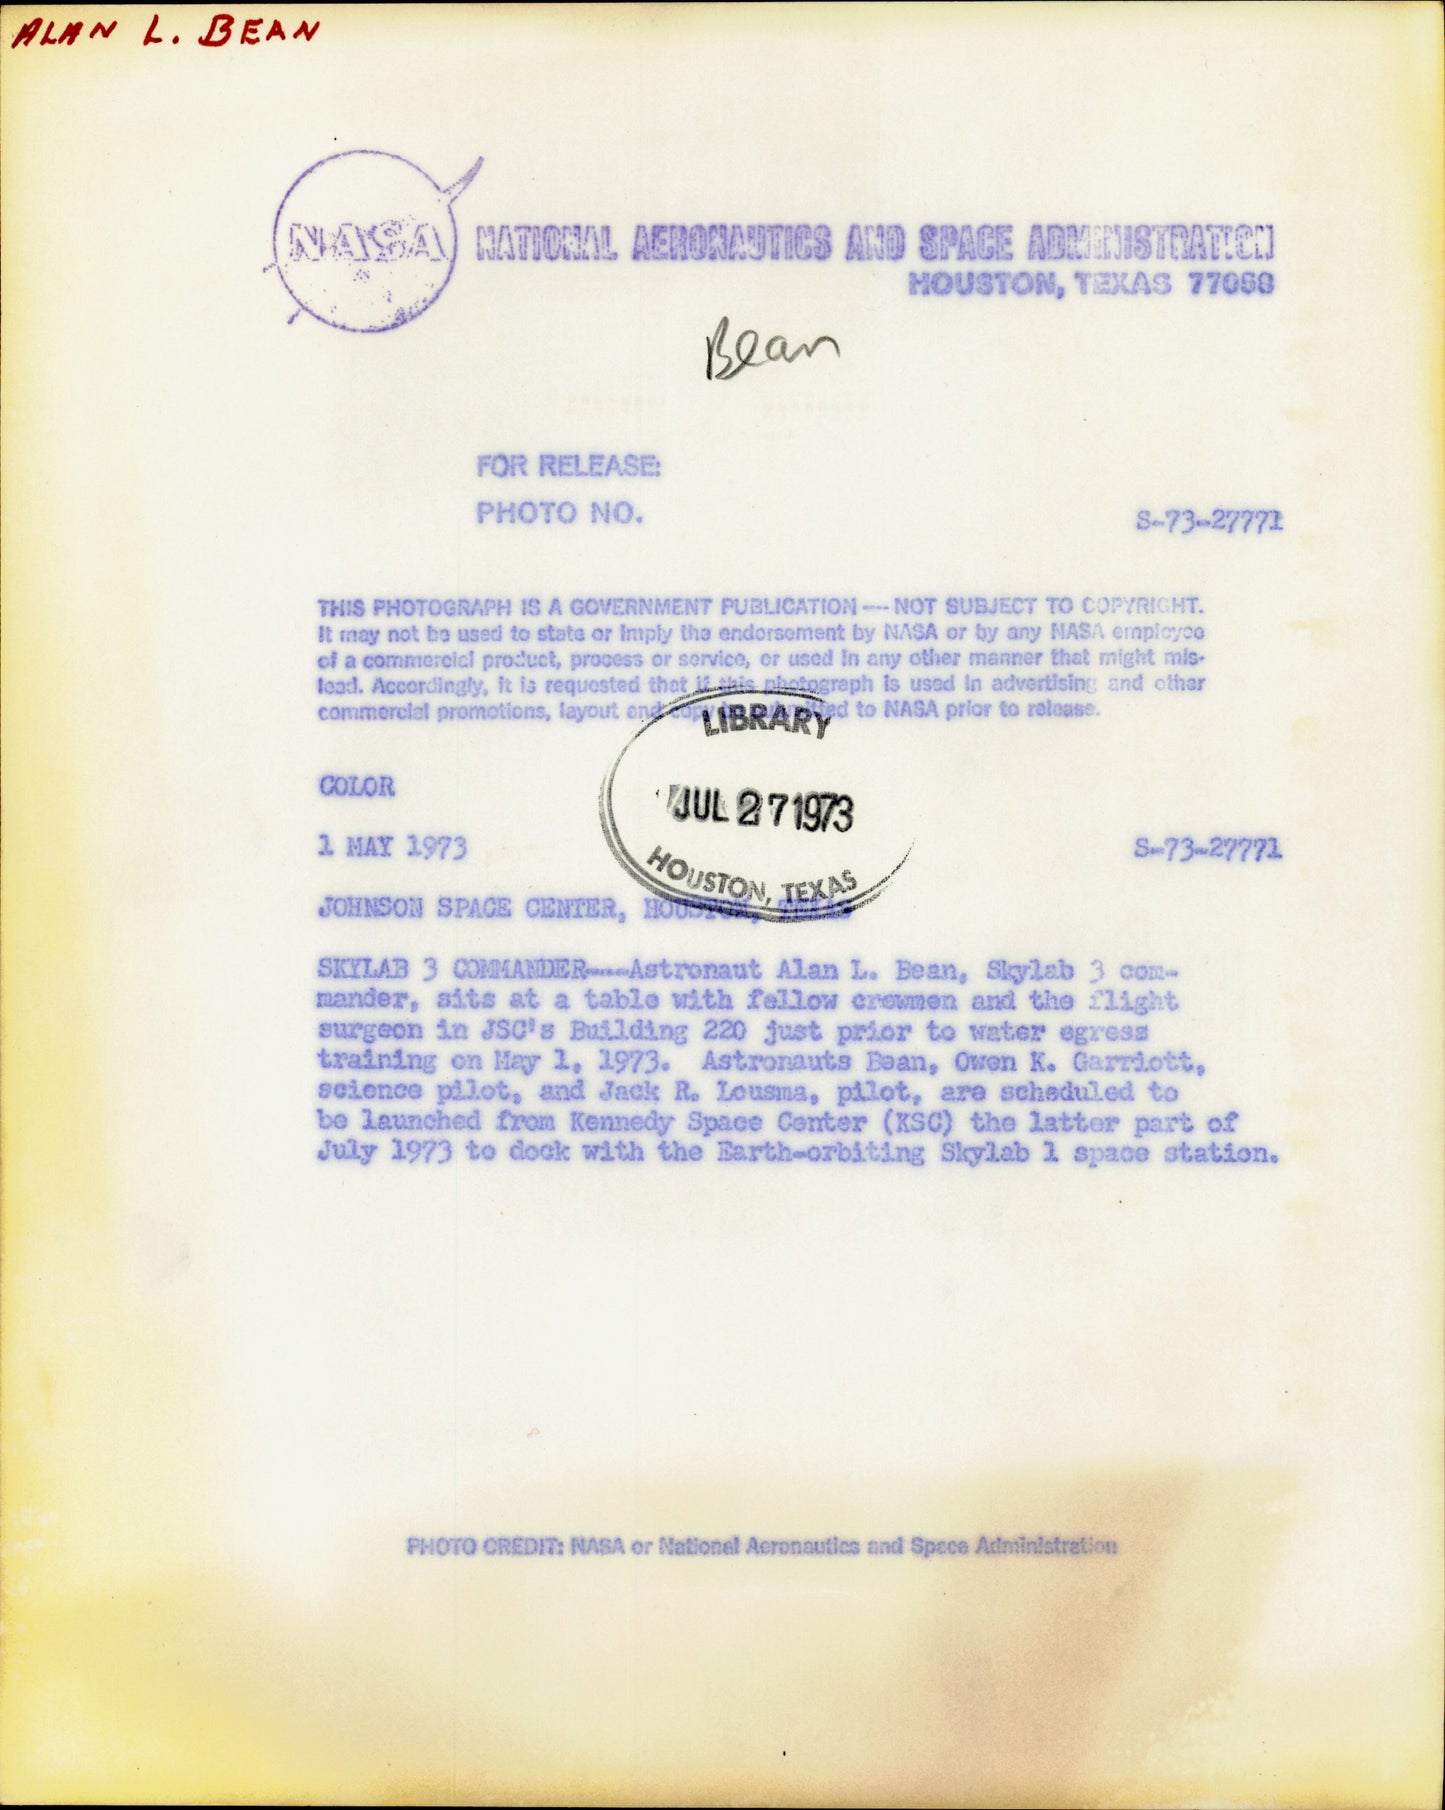 ALAN L. BEAN
NASA
NATIONAL AERONAUTICS AND SPACE ADMINISTRATION
HOUSTON, TEXAS 77058
Bean
FOR RELEASE:
PHOTO NO.
S-73-27771
THIS PHOTOGRAPH IS A GOVERNMENT PUBLICATION — NOT SUBJECT TO COPYRIGHT.
It may not be used to state or imply the endorsement by NASA or by any NASA employee
of a commercial product, process or service, or used in any other manner that might mis-
lead. Accordingly, it is requested that if this photograph is used in advertising and other
commercial promotions, layout and copy be submitted to NASA prior to release.
LIBRARY
JUL 27 1973
HOUSTON, TEXAS
COLOR
1 MAY 1973
S-73-27771
JOHNSON SPACE CENTER, HOUSTON, TEXAS
SKYLAB 3 COMMANDER----Astronaut Alan L. Bean, Skylab 3 com-
mander, sits at a table with fellow crewmen and the flight
surgeon in JSC's Building 220 just prior to water egress
training on May 1, 1973. Astronauts Bean, Owen K. Garriott,
science pilot, and Jack R. Lousma, pilot, are scheduled to
be launched from Kennedy Space Center (KSC) the latter part of
July 1973 to dock with the Earth-orbiting Skylab 1 space station.
PHOTO CREDIT: NASA or National Aeronautics and Space Administration